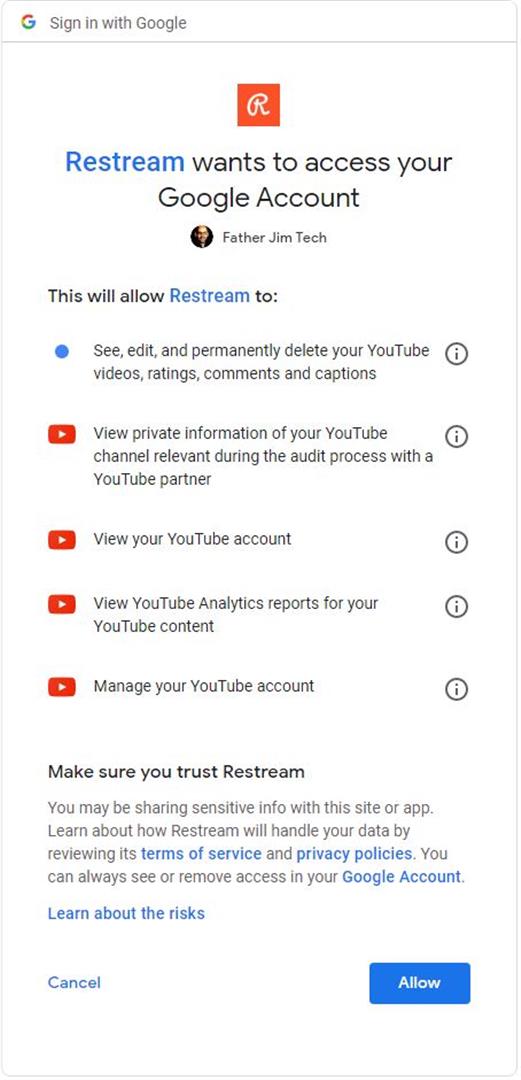 Sign in with Google
Restream wants to access your
Google Account
Father Jim Tech
This will allow Restream to:
See, edit, and permanently delete your YouTube
videos, ratings, comments and captions
View private information of your YouTube
channel relevant during the audit process with a
YouTube partner
View your YouTube account
View YouTube Analytics reports for your
YouTube content
Manage your YouTube account
Make sure you trust Restream
You may be sharing sensitive info with this site or app.
Learn about how Restream will handle your data by
reviewing its terms of service and privacy policies. You
can always see or remove access in your Google Account.
Learn about the risks
Cancel
Allow